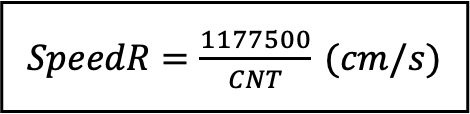 SpeedR = 1177500/CNT (cm/s)